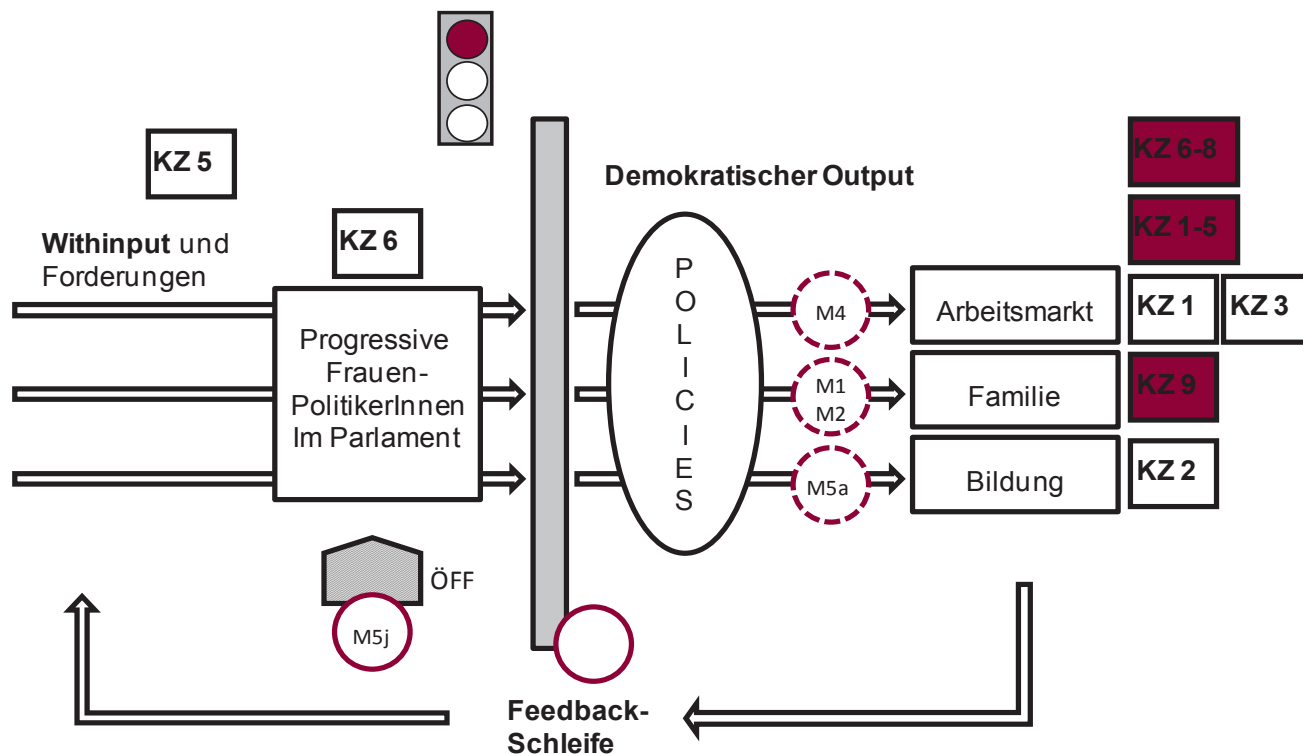 KZ 5
Withinput und
Forderungen
KZ 6
Progressive
Frauen-
PolitikerInnen
Im Parlament
ÖFF
M5j
Demokratischer Output
POLICIES
M4
M1
M2
M5a
Arbeitsmarkt
Familie
Bildung
KZ 6-8
KZ 1-5
KZ 1
KZ 3
KZ 9
KZ 2
Feedback-
Schleife